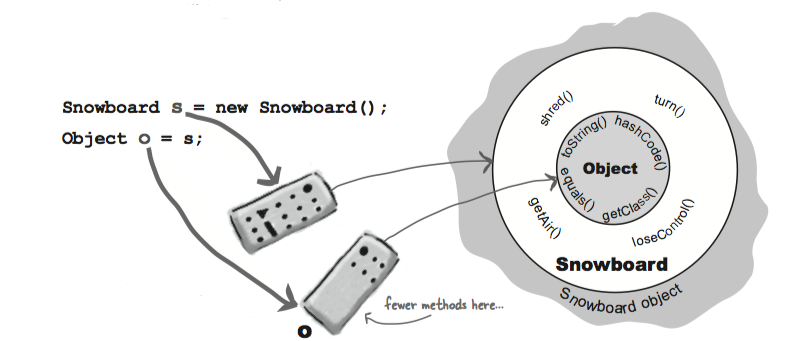 Snowboard s = new Snowboard();
Object o = s;
shred()
turn()
toString()
hashCode()
Object
equals()
getClass()
getAir()
loseControl()
Snowboard
Snowboard object
fewer methods here...
o